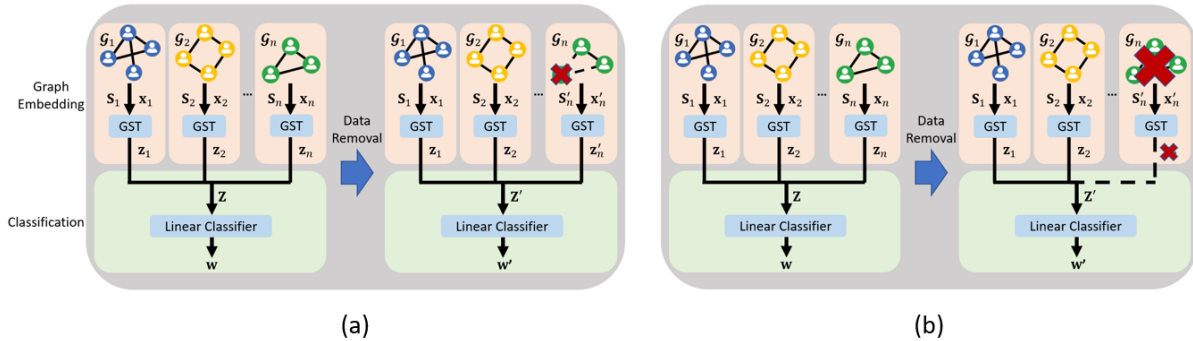 𝒢₁ 𝒢₂ 𝒢ₙ
𝒢₁ 𝒢₂ 𝒢ₙ
Graph
Embedding
S₁ x₁ S₂ x₂ ... Sₙ xₙ
S₁ x₁ S₂ x₂ ... S′ₙ x′ₙ
GST GST GST
GST GST GST
z₁ z₂ zₙ
z₁ z₂ z′ₙ
Data
Removal
Classification
Z
Linear Classifier
w
Z′
Linear Classifier
w′
(a)
𝒢₁ 𝒢₂ 𝒢ₙ
𝒢₁ 𝒢₂ 𝒢ₙ
S₁ x₁ S₂ x₂ ... Sₙ xₙ
S₁ x₁ S₂ x₂ ... S′ₙ x′ₙ
GST GST GST
GST GST GST
z₁ z₂ zₙ
z₁ z₂
Data
Removal
Z
Linear Classifier
w
Z′
Linear Classifier
w′
(b)